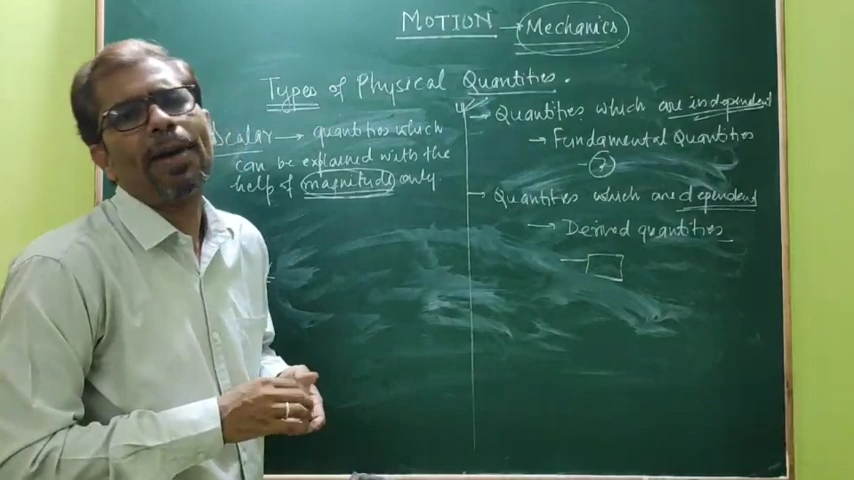 MOTION → Mechanics
Types of Physical Quantities.
Scalar → quantities which
can be explained with the
help of magnitude only.
→ Quantities which are independent
→ Fundamental Quantities
7
→ Quantities which are dependent
→ Derived quantities